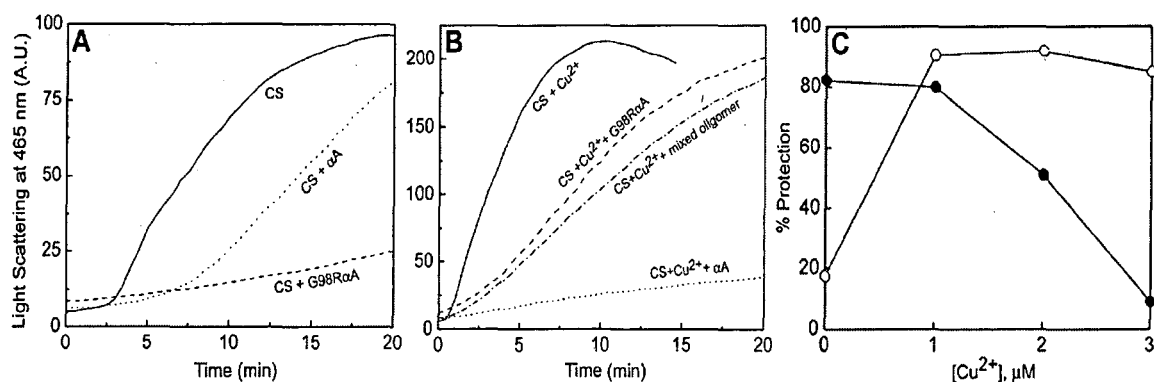 A
B
C
Light Scattering at 465 nm (A.U.)
100
75
50
25
0
CS
CS + αA
CS + G98RαA
0
5
10
15
20
Time (min)
200
150
100
50
0
CS + Cu²⁺
CS +Cu²⁺+ G98RαA
CS+Cu²⁺+ mixed oligomer
CS+Cu²⁺+ αA
0
5
10
15
20
Time (min)
% Protection
100
80
60
40
20
0
0
1
2
3
[Cu²⁺], µM